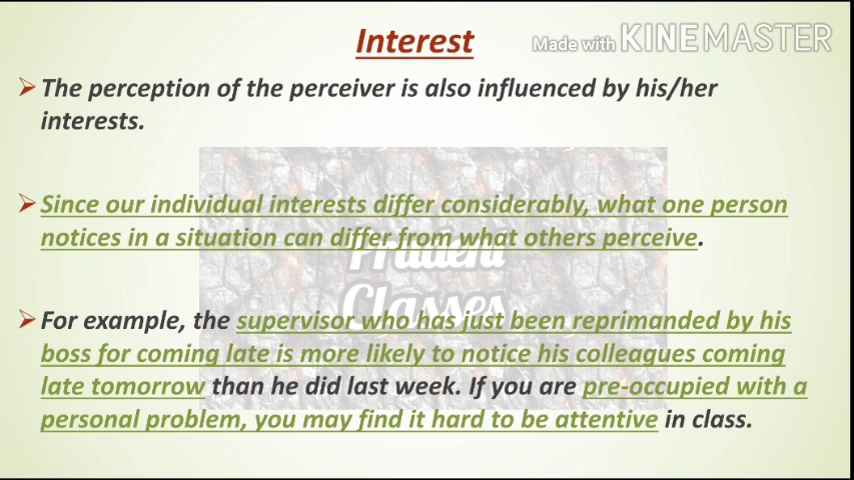 Interest
Made with KINEMASTER
➢ The perception of the perceiver is also influenced by his/her
interests.
➢ Since our individual interests differ considerably, what one person
notices in a situation can differ from what others perceive.
Prudent
Classes
➢ For example, the supervisor who has just been reprimanded by his
boss for coming late is more likely to notice his colleagues coming
late tomorrow than he did last week. If you are pre-occupied with a
personal problem, you may find it hard to be attentive in class.